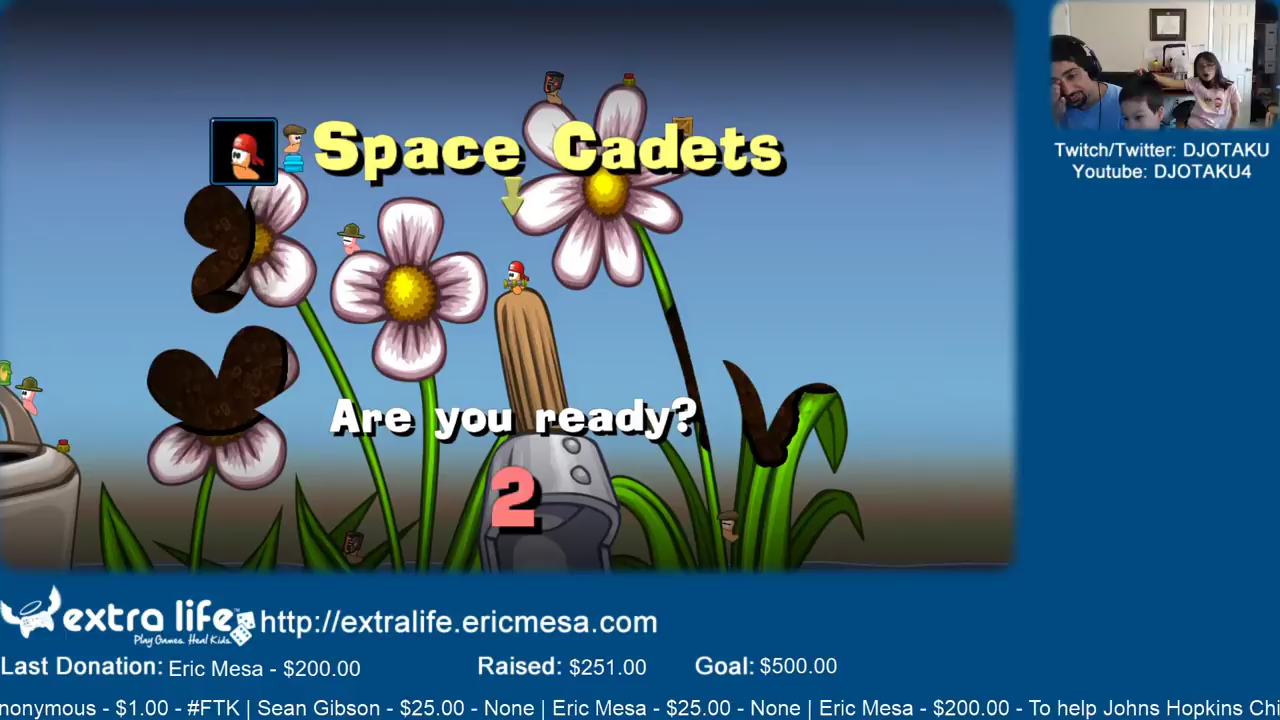 Space Cadets
Are you ready?
2
Twitch/Twitter: DJOTAKU
Youtube: DJOTAKU4
extra life
Play Games. Heal Kids.
http://extralife.ericmesa.com
Last Donation: Eric Mesa - $200.00
Raised: $251.00
Goal: $500.00
nonymous - $1.00 - #FTK | Sean Gibson - $25.00 - None | Eric Mesa - $25.00 - None | Eric Mesa - $200.00 - To help Johns Hopkins Chi